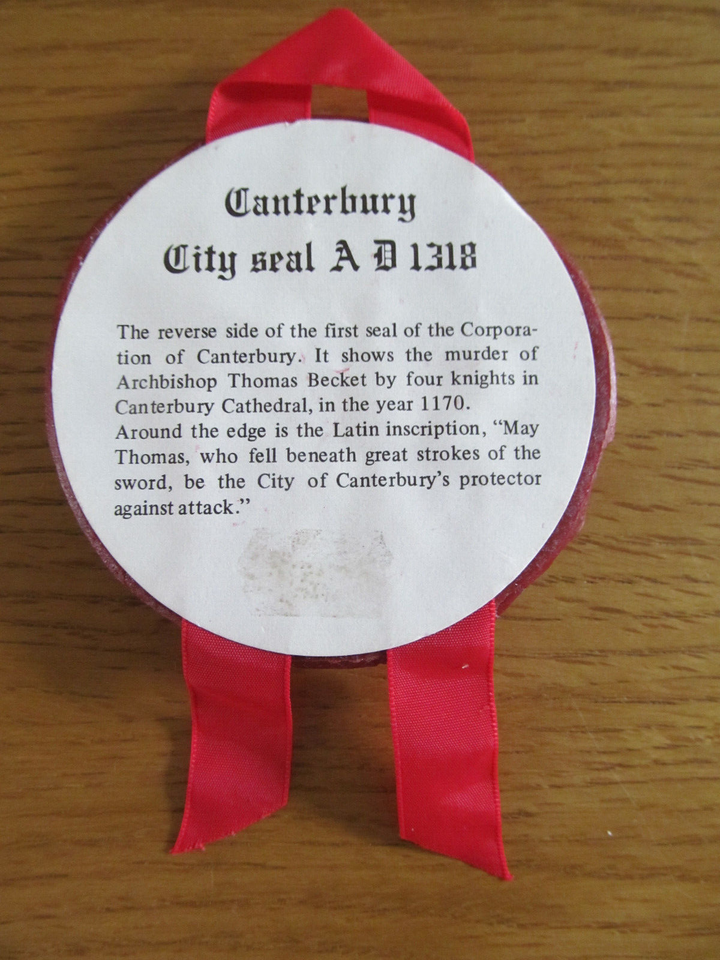 Canterbury
City seal A D 1318
The reverse side of the first seal of the Corpora-
tion of Canterbury. It shows the murder of
Archbishop Thomas Becket by four knights in
Canterbury Cathedral, in the year 1170.
Around the edge is the Latin inscription, “May
Thomas, who fell beneath great strokes of the
sword, be the City of Canterbury’s protector
against attack.”